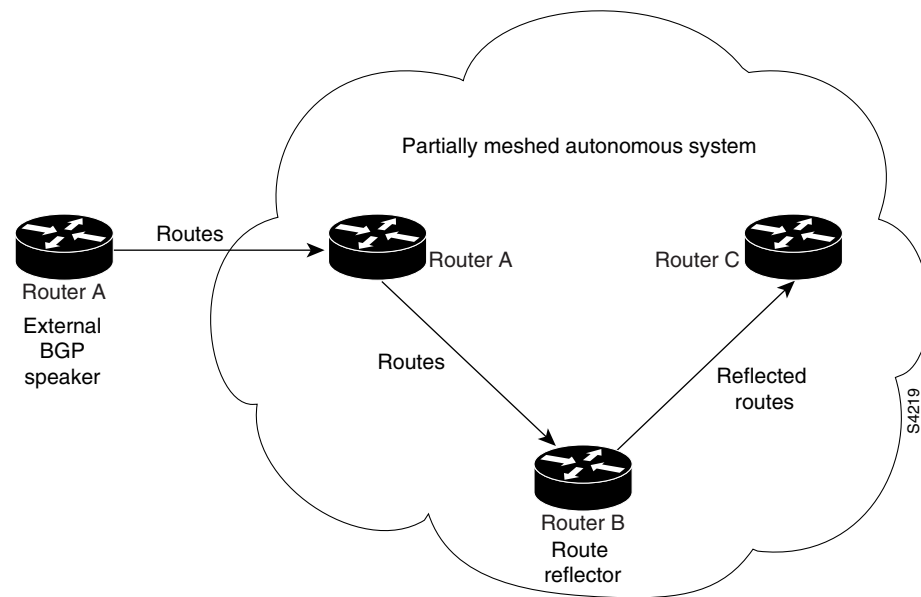 Partially meshed autonomous system
Routes
Router A
External
BGP
speaker
Router A
Router C
Routes
Reflected
routes
Router B
Route
reflector
S4219